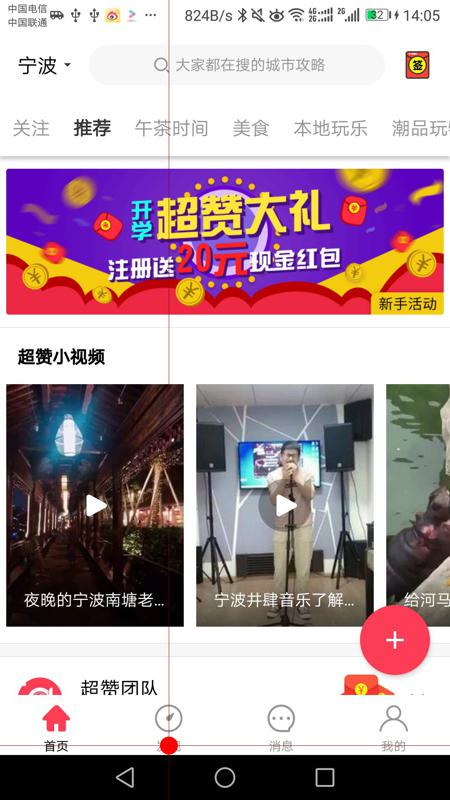 中国电信
中国联通
824B/s
4G
2G
2G
32
14:05
宁波
大家都在搜的城市攻略
签
关注 推荐 午茶时间 美食 本地玩乐 潮品玩
开学
超赞大礼
注册送20元现金红包
新手活动
超赞小视频
夜晚的宁波南塘老...
宁波井肆音乐了解...
给河马
超赞团队
首页
消息
我的